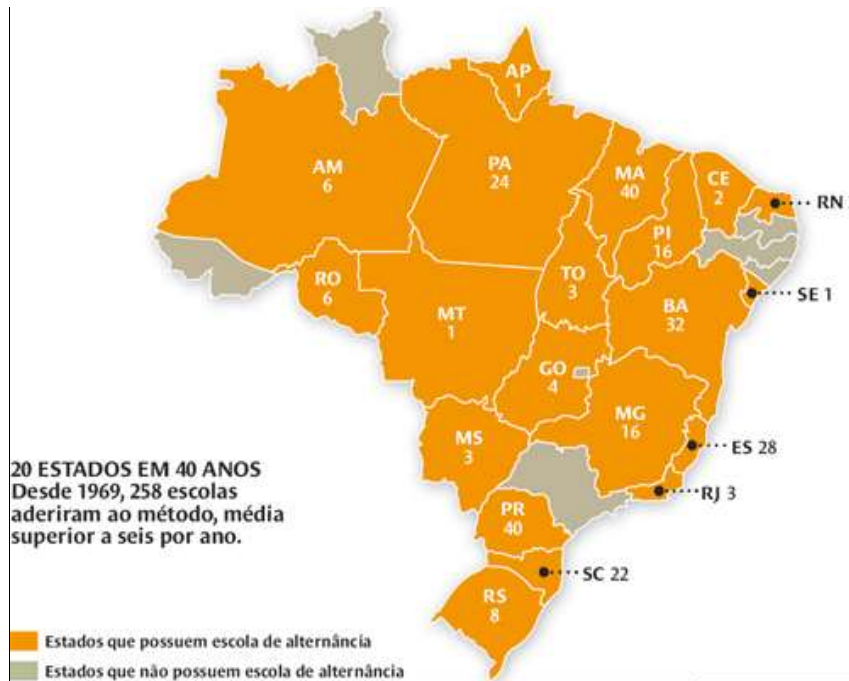 AP
1
AM
6
PA
24
MA
40
CE
2
RN
PI
16
RO
6
TO
3
SE 1
MT
1
BA
32
GO
4
MG
16
MS
3
ES 28
RJ 3
PR
40
SC 22
RS
8
20 ESTADOS EM 40 ANOS
Desde 1969, 258 escolas
aderiram ao método, média
superior a seis por ano.
Estados que possuem escola de alternância
Estados que não possuem escola de alternância